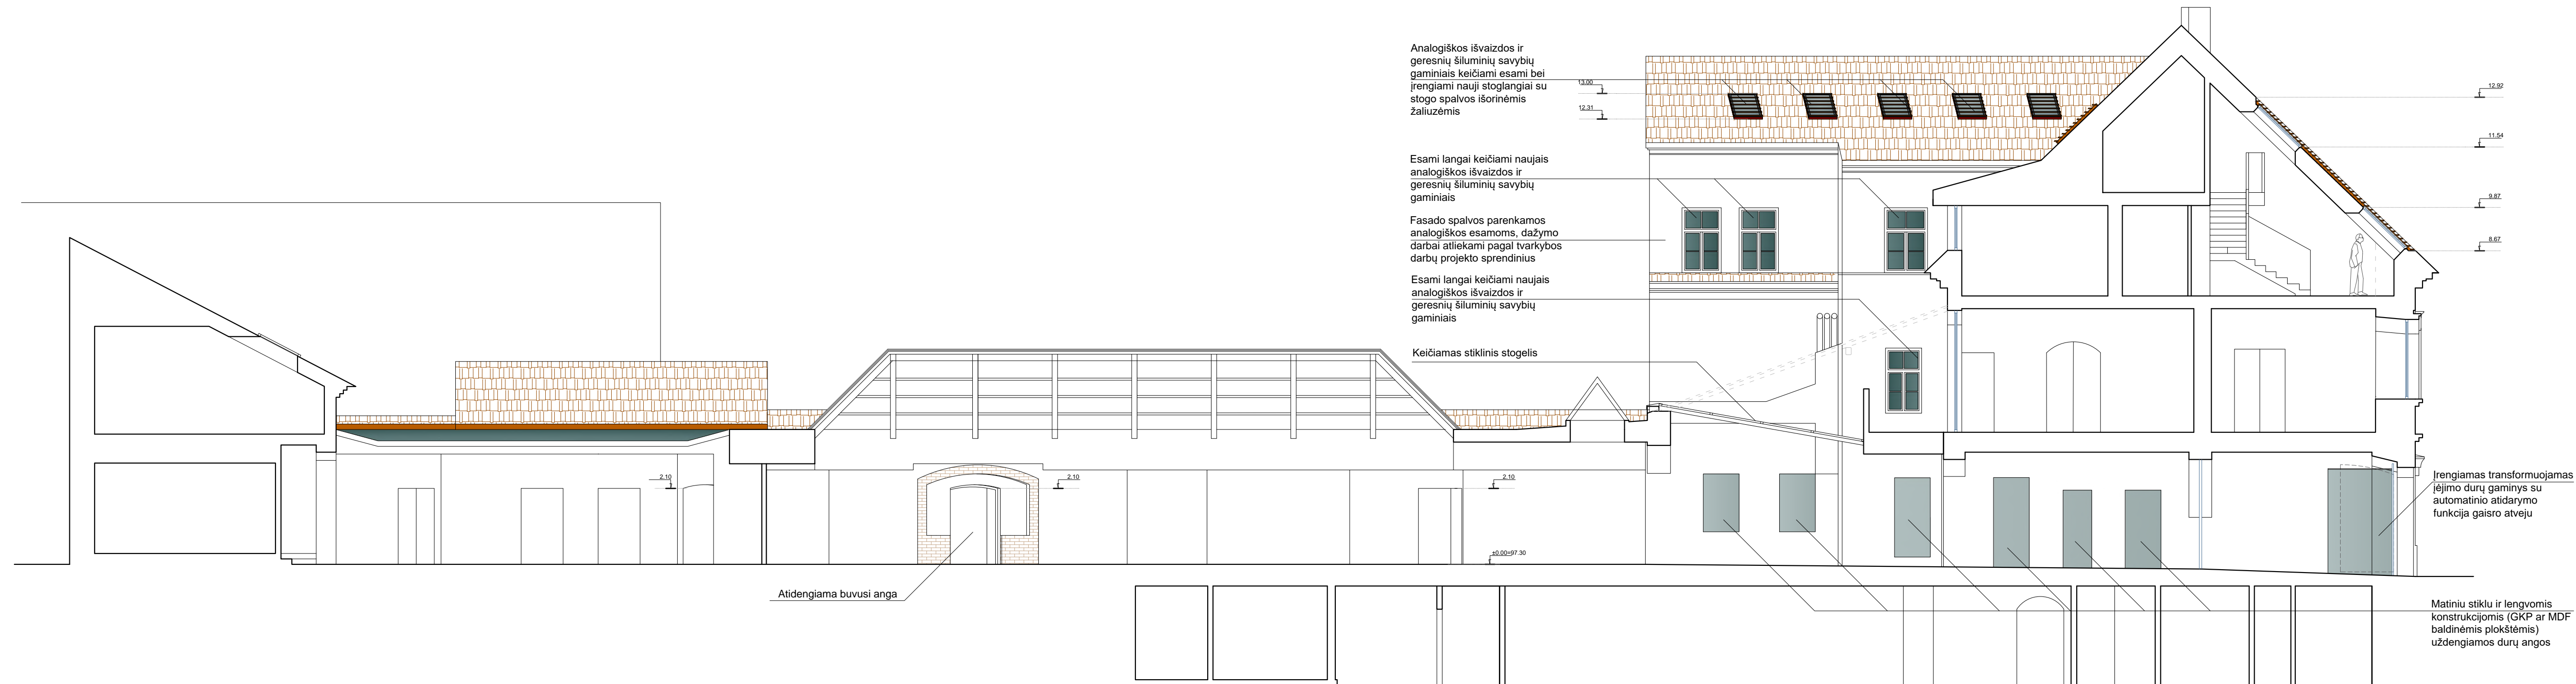 Analogiškos išvaizdos ir
geresnių šiluminių savybių
gaminiais keičiami esami bei
įrengiami nauji stoglangiai su
stogo spalvos išorinėmis
žaliuzėmis
13.00
12.31
12.92
11.54
9.87
8.67
Esami langai keičiami naujais
analogiškos išvaizdos ir
geresnių šiluminių savybių
gaminiais
Fasado spalvos parenkamos
analogiškos esamoms, dažymo
darbai atliekami pagal tvarkybos
darbų projekto sprendinius
Esami langai keičiami naujais
analogiškos išvaizdos ir
geresnių šiluminių savybių
gaminiais
Keičiamas stiklinis stogelis
2.10
2.10
2.10
±0.00=97.30
Įrengiamas transformuojamas
įėjimo durų gaminys su
automatinio atidarymo
funkcija gaisro atveju
Atidengiama buvusi anga
Matiniu stiklu ir lengvomis
konstrukcijomis (GKP ar MDF
baldinėmis plokštėmis)
uždengiamos durų angos